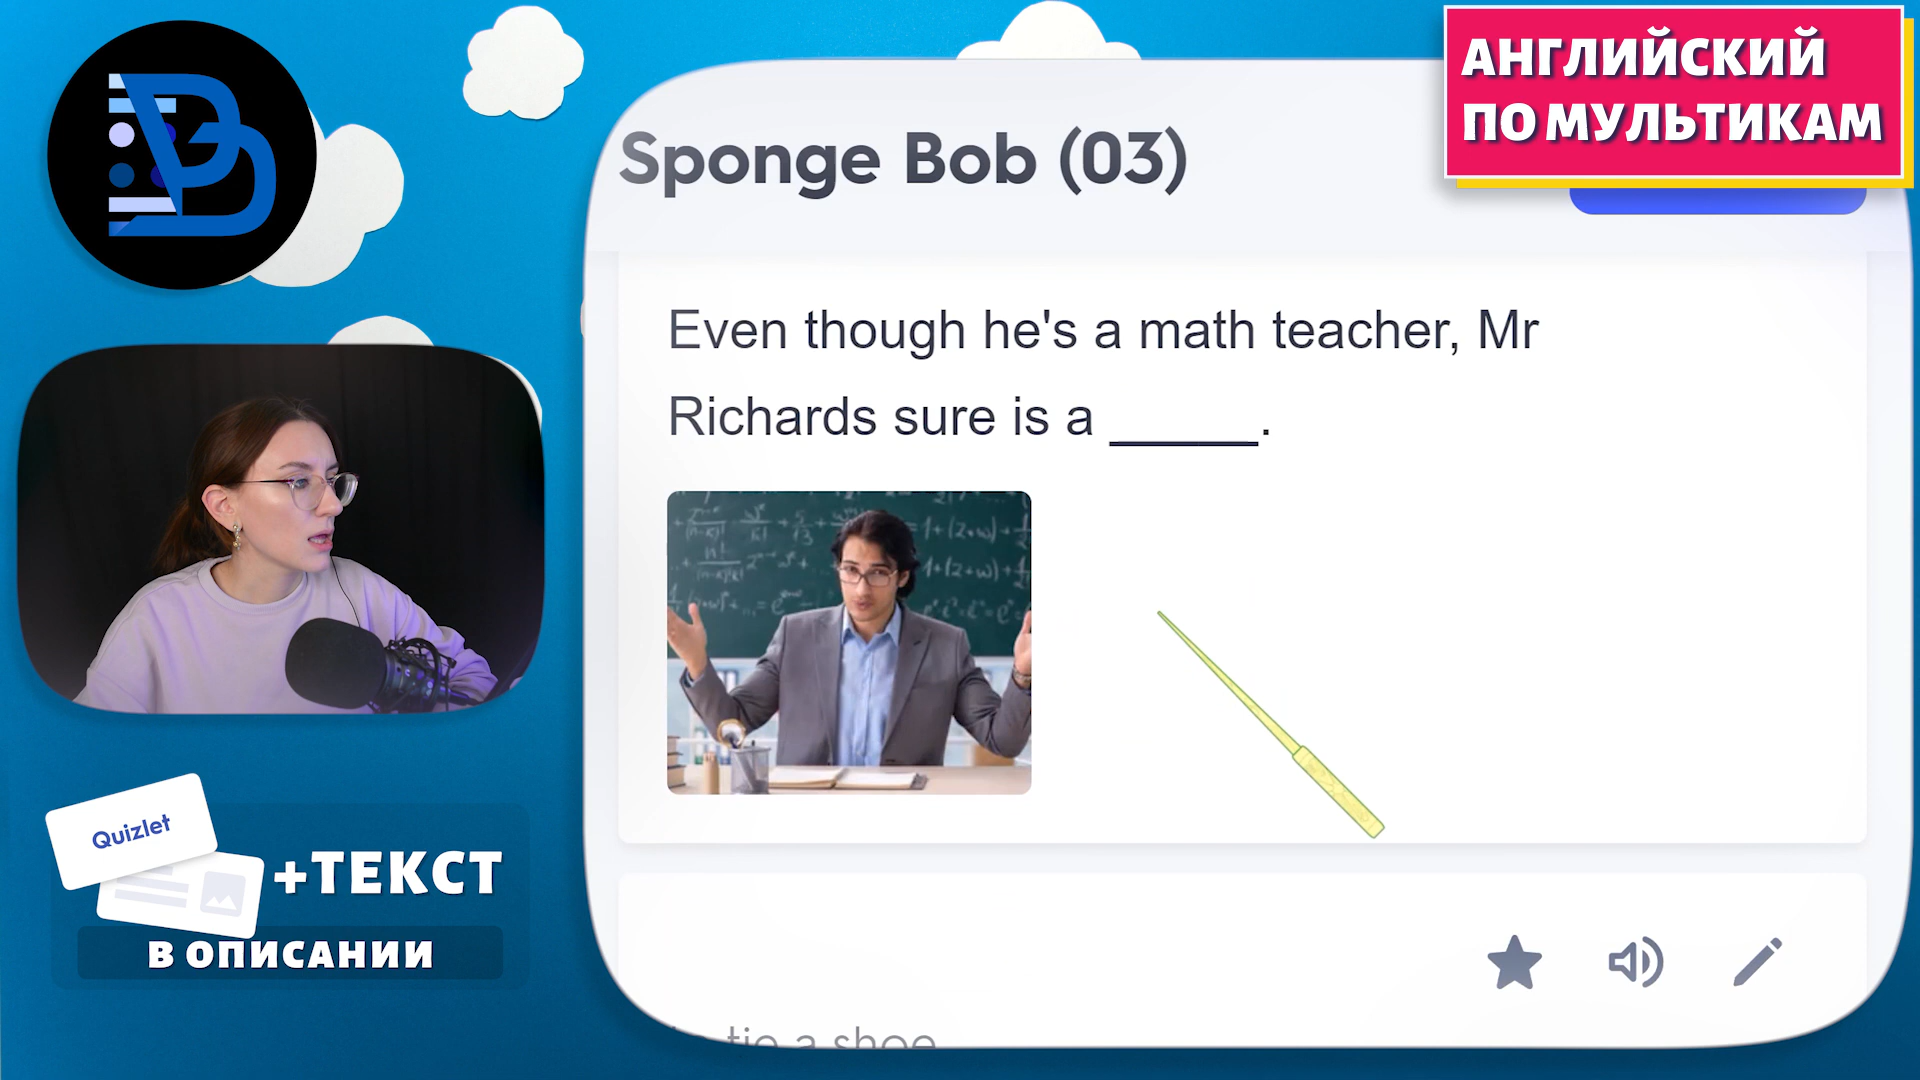 АНГЛИЙСКИЙ
ПО МУЛЬТИКАМ
Sponge Bob (03)
Even though he's a math teacher, Mr
Richards sure is a _____.
Quizlet
+ТЕКСТ
В ОПИСАНИИ
tie a shoe